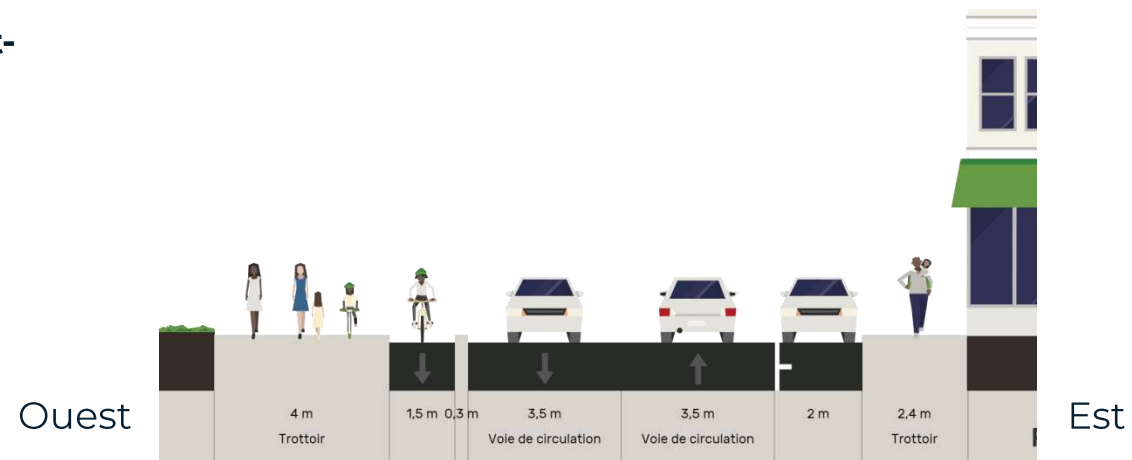 Ouest
4 m
Trottoir
1,5 m
0,3 m
3,5 m
Voie de circulation
3,5 m
Voie de circulation
2 m
2,4 m
Trottoir
Est